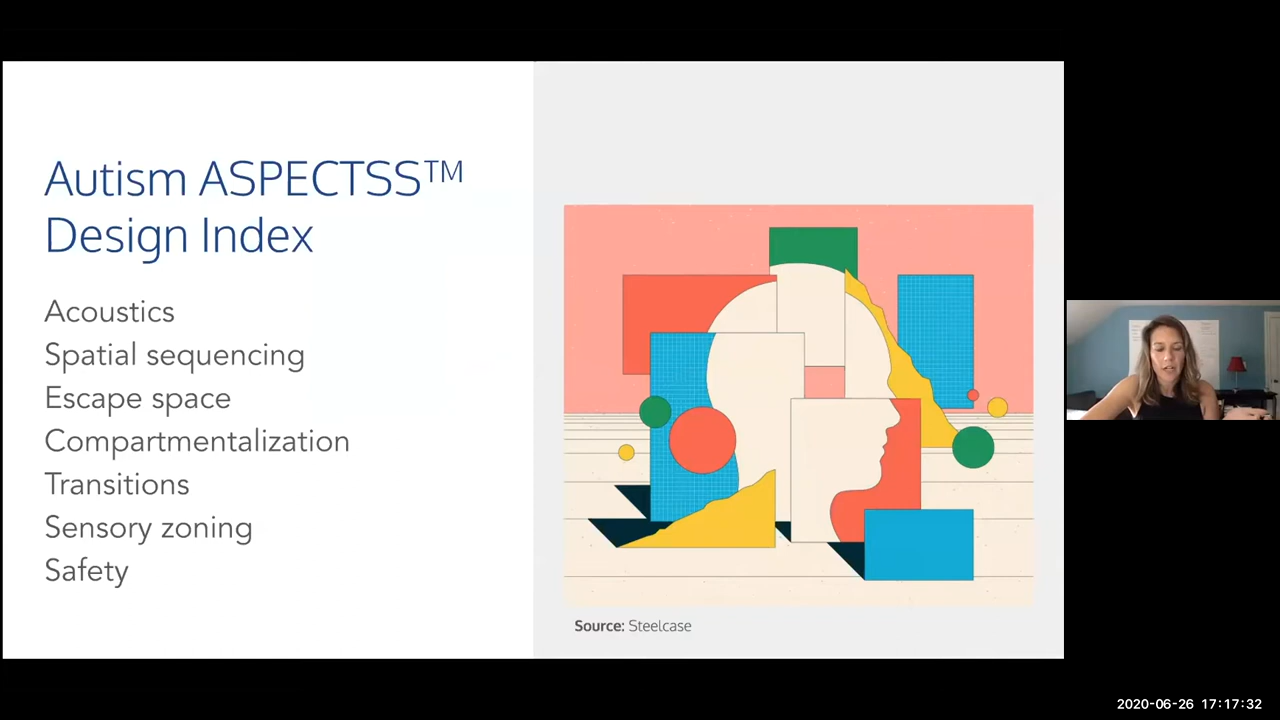 Autism ASPECTSS™
Design Index
Acoustics
Spatial sequencing
Escape space
Compartmentalization
Transitions
Sensory zoning
Safety
Source: Steelcase
2020-06-26 17:17:32